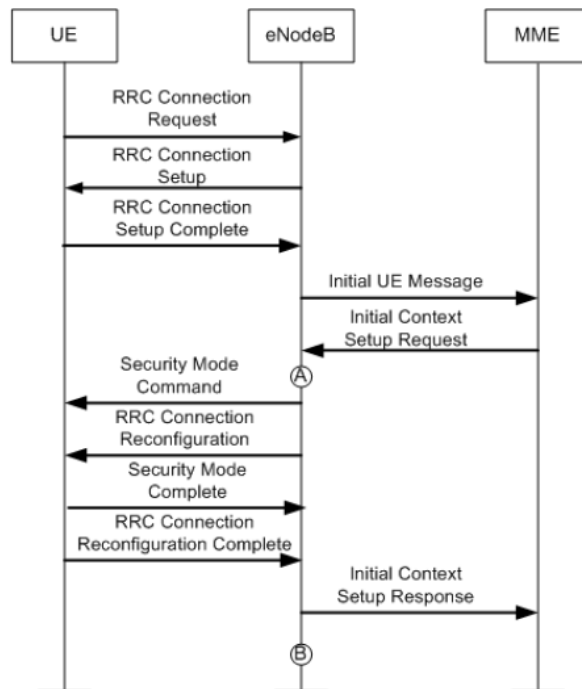 UE
eNodeB
MME
RRC Connection
Request
RRC Connection
Setup
RRC Connection
Setup Complete
Initial UE Message
Initial Context
Setup Request
A
Security Mode
Command
RRC Connection
Reconfiguration
Security Mode
Complete
RRC Connection
Reconfiguration Complete
Initial Context
Setup Response
B